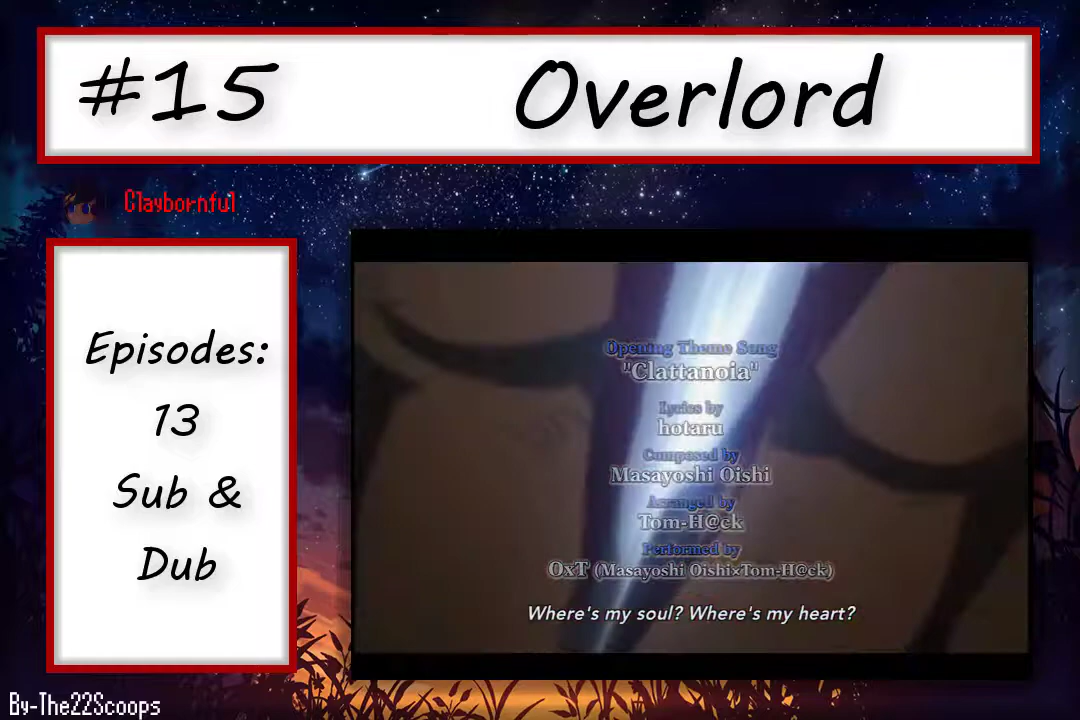 #15 Overlord
Claybornful
Episodes:
13
Sub &
Dub
Opening Theme Song
"Clattanoia"
Lyrics by
hotaru
Composed by
Masayoshi Oishi
Arranged by
Tom-H@ck
Performed by
OxT (Masayoshi Oishi×Tom-H@ck)
Where's my soul? Where's my heart?
By-The22Scoops